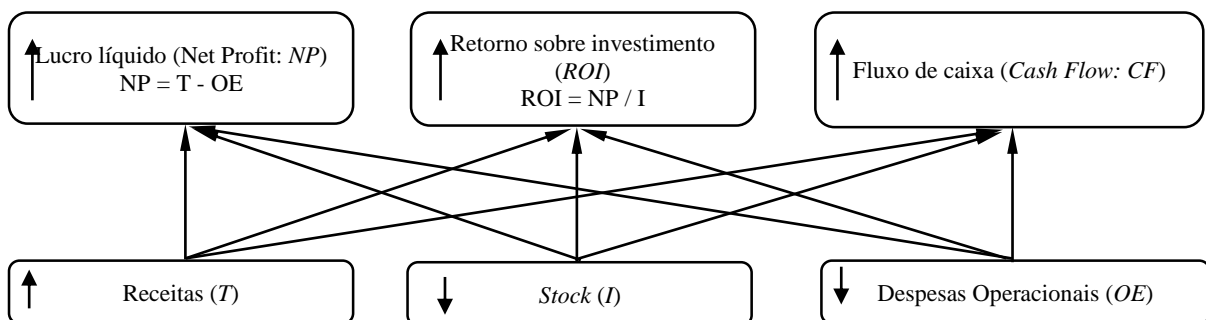 Lucro líquido (Net Profit: NP)
NP = T - OE
Retorno sobre investimento
(ROI)
ROI = NP / I
Fluxo de caixa (Cash Flow: CF)
Receitas (T)
Stock (I)
Despesas Operacionais (OE)